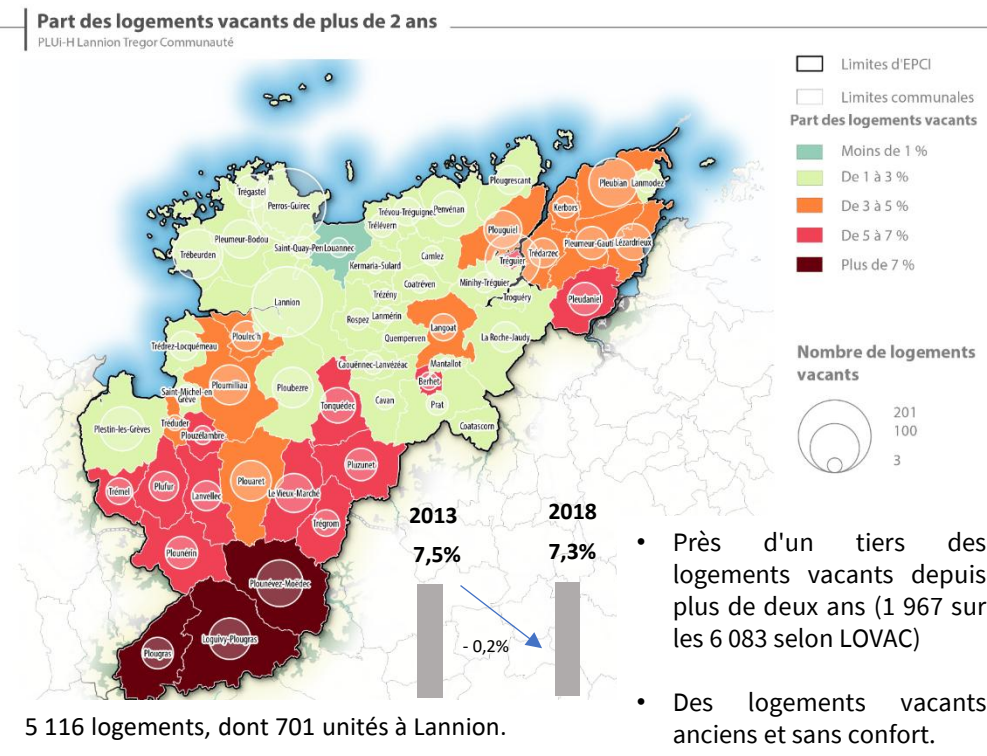 Part des logements vacants de plus de 2 ans
PLUi-H Lannion Tregor Communauté
Limites d'EPCI
Limites communales
Part des logements vacants
Moins de 1 %
De 1 à 3 %
De 3 à 5 %
De 5 à 7 %
Plus de 7 %
Nombre de logements
vacants
201
100
3
Plougrescant
Pleubian
Lanmodez
Trégastel
Perros-Guirec
Kerbors
Trévou-Tréguignec
Penvénan
Trélévern
Plouguiel
Pleumeur-Bodou
Saint-Quay-Perr
Louannec
Pleumeur-Gauti
Lézardrieux
Trébeurden
Camlez
Trédarzec
Tréguier
Kermaria-Sulard
Coatréven
Minihy-Tréguier
Trézény
Troguéry
Pleudaniel
Lannion
Rospez
Lanmérin
Langoat
Ploulec'h
Quemperven
La Roche-Jaudy
Trédrez-Locquémeau
Caouënnec-Lanvézéac
Mantallot
Ploumilliau
Berhet
Saint-Michel-en
Grève
Ploubezre
Tonquédec
Cavan
Prat
Tréduder
Plestin-les-Grèves
Plouzélambre
Coatascorn
Pluzunet
Trémel
Plufur
Lanvellec
Plouaret
Le Vieux-Marché
Trégrom
Plounérin
Plounévez-Moëdec
Loguivy-Plougras
Plougras
2013
2018
7,5%
7,3%
- 0,2%
• Près d'un tiers des
logements vacants depuis
plus de deux ans (1 967 sur
les 6 083 selon LOVAC)
• Des logements vacants
anciens et sans confort.
5 116 logements, dont 701 unités à Lannion.